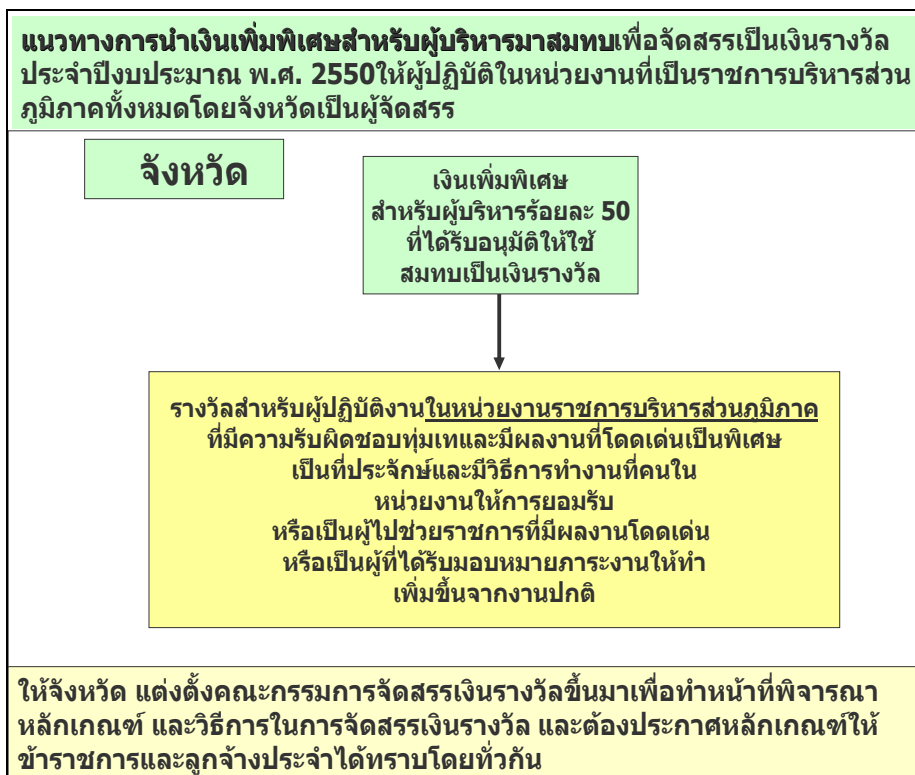 แนวทางการนำเงินเพิ่มพิเศษสำหรับผู้บริหารมาสมทบเพื่อจัดสรรเป็นเงินรางวัล
ประจำปีงบประมาณ พ.ศ. 2550ให้ผู้ปฏิบัติในหน่วยงานที่เป็นราชการบริหารส่วน
ภูมิภาคทั้งหมดโดยจังหวัดเป็นผู้จัดสรร
จังหวัด
เงินเพิ่มพิเศษ
สำหรับผู้บริหารร้อยละ 50
ที่ได้รับอนุมัติให้ใช้
สมทบเป็นเงินรางวัล
รางวัลสำหรับผู้ปฏิบัติงานในหน่วยงานราชการบริหารส่วนภูมิภาค
ที่มีความรับผิดชอบทุ่มเทและมีผลงานที่โดดเด่นเป็นพิเศษ
เป็นที่ประจักษ์และมีวิธีการทำงานที่คนใน
หน่วยงานให้การยอมรับ
หรือเป็นผู้ไปช่วยราชการที่มีผลงานโดดเด่น
หรือเป็นผู้ที่ได้รับมอบหมายภาระงานให้ทำ
เพิ่มขึ้นจากงานปกติ
ให้จังหวัด แต่งตั้งคณะกรรมการจัดสรรเงินรางวัลขึ้นมาเพื่อทำหน้าที่พิจารณา
หลักเกณฑ์ และวิธีการในการจัดสรรเงินรางวัล และต้องประกาศหลักเกณฑ์ให้
ข้าราชการและลูกจ้างประจำได้ทราบโดยทั่วกัน